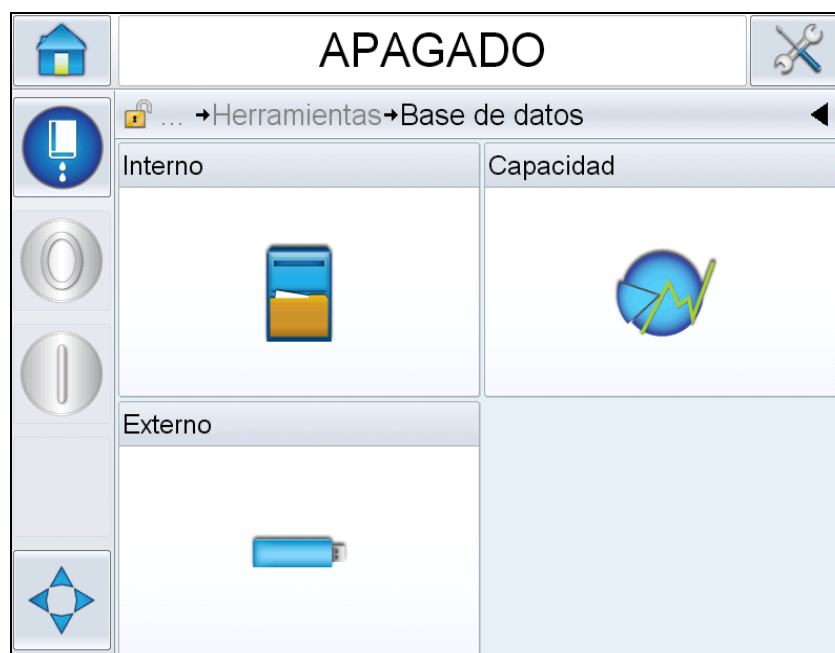 APAGADO
... →Herramientas→Base de datos
Interno
Capacidad
Externo